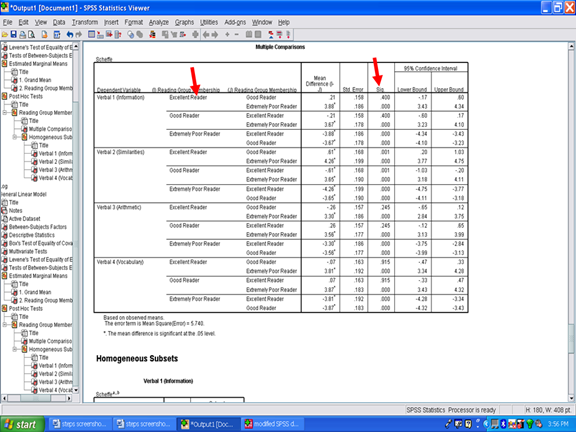 *Output1 [Document1] - SPSS Statistics Viewer
File Edit View Data Transform Insert Format Analyze Graphs Utilities Add-ons Window Help
Levene's Test of Equality of E
Tests of Between-Subjects E
Estimated Marginal Means
Title
1. Grand Mean
2. Reading Group Members
Post Hoc Tests
Title
Reading Group Member
Title
Multiple Compariso
Homogeneous Subs
Title
Verbal 1 (Infor
Verbal 2 (Simil
Verbal 3 (Arithm
Verbal 4 (Vocab
og
eneral Linear Model
Title
Notes
Active Dataset
Between-Subjects Factors
Descriptive Statistics
Box's Test of Equality of Cova
Multivariate Tests
Levene's Test of Equality of E
Tests of Between-Subjects E
Estimated Marginal Means
Title
1. Grand Mean
2. Reading Group Members
Post Hoc Tests
Title
Reading Group Member
Title
Multiple Compariso
Homogeneous Subs
Title
Verbal 1 (Infor
Verbal 2 (Simil
Verbal 3 (Arithm
Verbal 4 (Vocab
Multiple Comparisons
Scheffe
95% Confidence Interval
Dependent Variable (I) Reading Group Membership (J) Reading Group Membership Mean Difference (I-J) Std. Error Sig. Lower Bound Upper Bound
Verbal 1 (Information) Excellent Reader Good Reader .21 .158 .400 -.17 .60
Extremely Poor Reader 3.88* .186 .000 3.43 4.34
Good Reader Excellent Reader -.21 .158 .400 -.60 .17
Extremely Poor Reader 3.67* .178 .000 3.23 4.10
Extremely Poor Reader Excellent Reader -3.88* .186 .000 -4.34 -3.43
Good Reader -3.67* .178 .000 -4.10 -3.23
Verbal 2 (Similarities) Excellent Reader Good Reader .61* .168 .001 .20 1.03
Extremely Poor Reader 4.26* .199 .000 3.77 4.75
Good Reader Excellent Reader -.61* .168 .001 -1.03 -.20
Extremely Poor Reader 3.65* .190 .000 3.18 4.11
Extremely Poor Reader Excellent Reader -4.26* .199 .000 -4.75 -3.77
Good Reader -3.65* .190 .000 -4.11 -3.18
Verbal 3 (Arithmetic) Excellent Reader Good Reader -.26 .157 .245 -.65 .12
Extremely Poor Reader 3.30* .186 .000 2.84 3.75
Good Reader Excellent Reader .26 .157 .245 -.12 .65
Extremely Poor Reader 3.56* .177 .000 3.13 3.99
Extremely Poor Reader Excellent Reader -3.30* .186 .000 -3.75 -2.84
Good Reader -3.56* .177 .000 -3.99 -3.13
Verbal 4 (Vocabulary) Excellent Reader Good Reader -.07 .163 .915 -.47 .33
Extremely Poor Reader 3.81* .192 .000 3.34 4.28
Good Reader Excellent Reader .07 .163 .915 -.33 .47
Extremely Poor Reader 3.87* .183 .000 3.43 4.32
Extremely Poor Reader Excellent Reader -3.81* .192 .000 -4.28 -3.34
Good Reader -3.87* .183 .000 -4.32 -3.43
Based on observed means.
The error term is Mean Square(Error) = 5.740.
*. The mean difference is significant at the .05 level.
Homogeneous Subsets
Verbal 1 (Information)
Scheffe a,b
SPSS Statistics Processor is ready H: 180, W: 408 pt.
start steps screensho... steps screensho... *Output1 [Docu... modified SPSS d... 3:56 PM